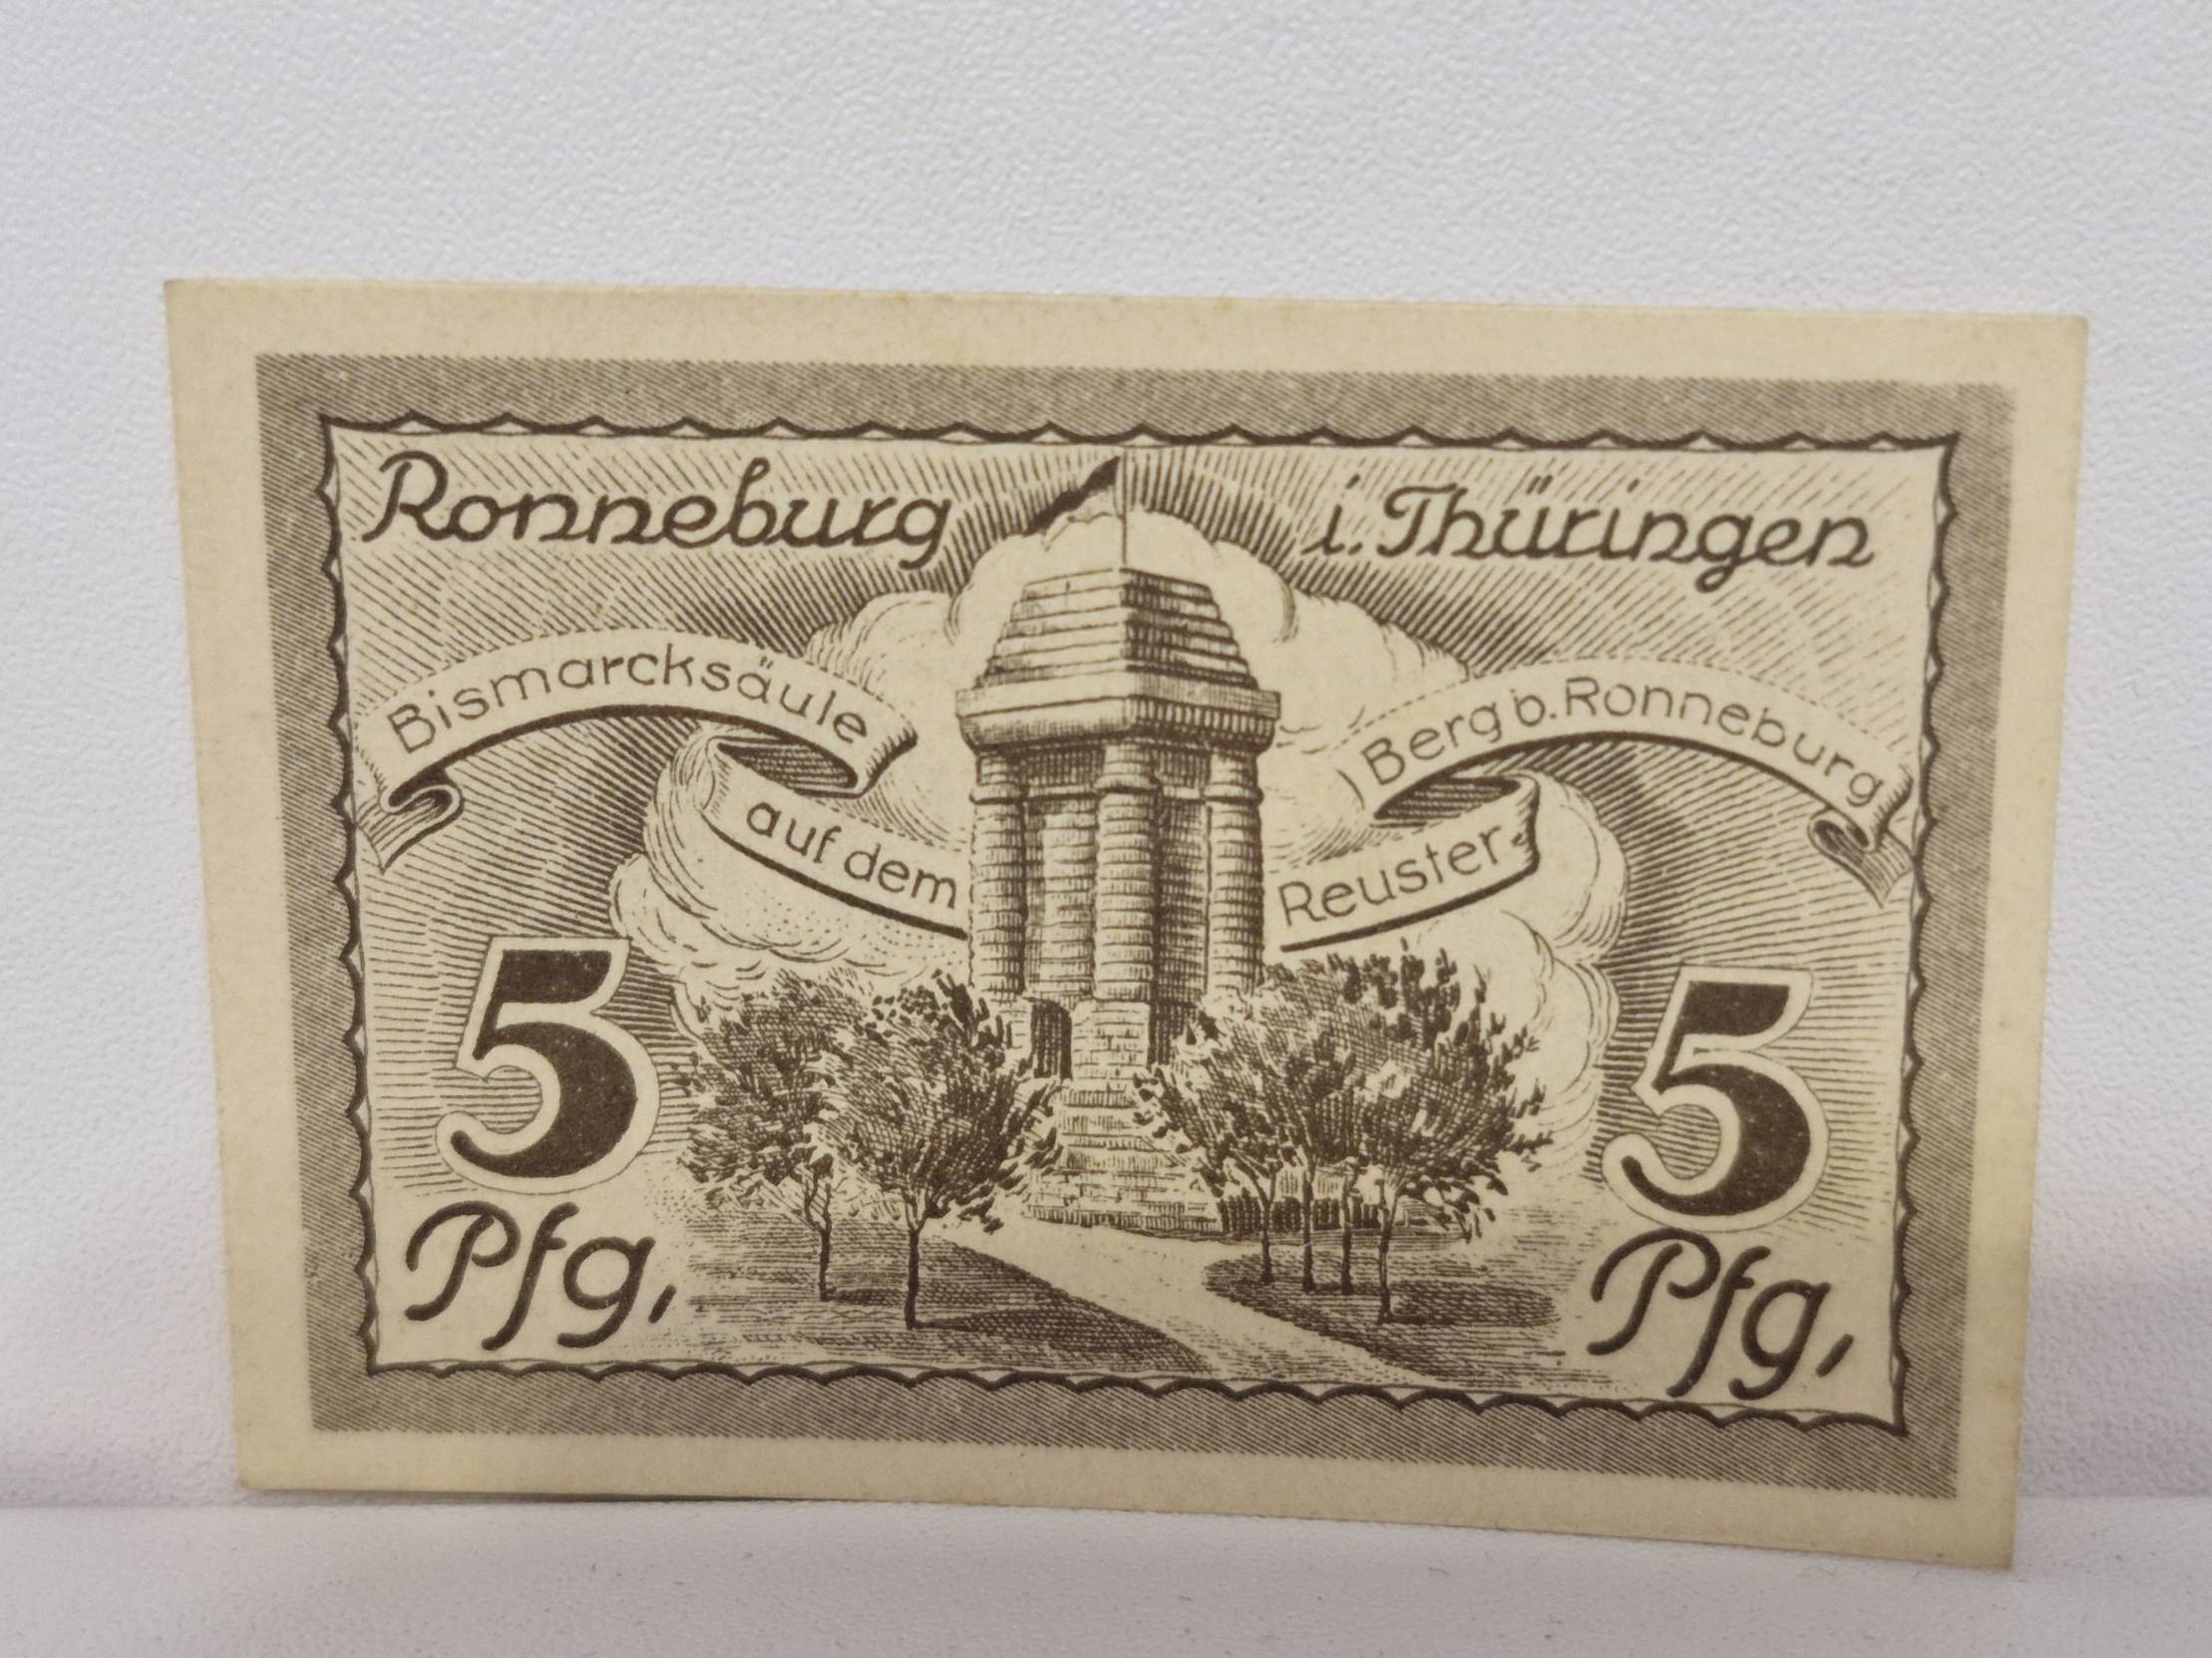 Ronneburg i. Thüringen
Bismarcksäule
auf dem
Reuster
Berg b. Ronneburg
5 5
Pfg, Pfg,